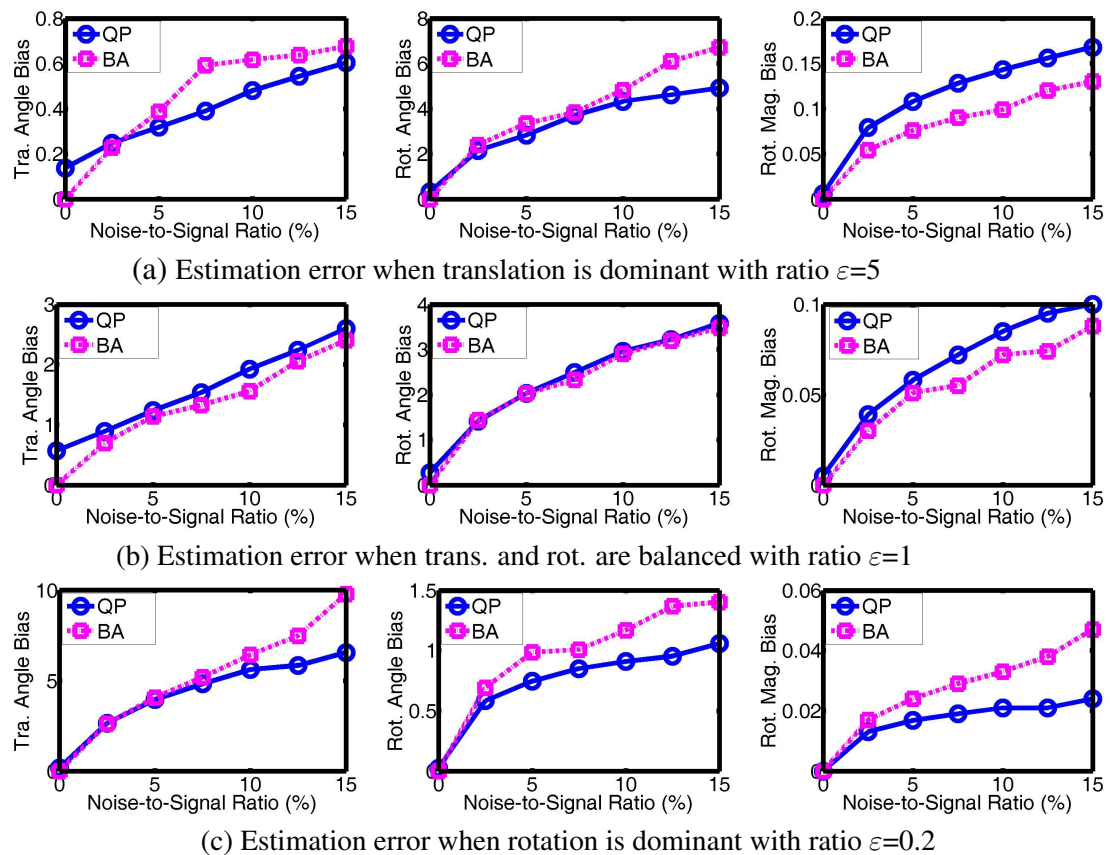 QP
BA
Tra. Angle Bias
0.8
0.6
0.4
0.2
0
0 5 10 15
Noise-to-Signal Ratio (%)
QP
BA
Rot. Angle Bias
8
6
4
2
0
0 5 10 15
Noise-to-Signal Ratio (%)
QP
BA
Rot. Mag. Bias
0.15
0.1
0.05
0
0 5 10 15
Noise-to-Signal Ratio (%)
(a) Estimation error when translation is dominant with ratio ε=5
QP
BA
Tra. Angle Bias
3
2
1
0
0 5 10 15
Noise-to-Signal Ratio (%)
QP
BA
Rot. Angle Bias
4
3
2
1
0
0 5 10 15
Noise-to-Signal Ratio (%)
QP
BA
Rot. Mag. Bias
0.1
0.05
0
0 5 10 15
Noise-to-Signal Ratio (%)
(b) Estimation error when trans. and rot. are balanced with ratio ε=1
QP
BA
Tra. Angle Bias
10
5
0
0 5 10 15
Noise-to-Signal Ratio (%)
QP
BA
Rot. Angle Bias
1.5
1
0.5
0
0 5 10 15
Noise-to-Signal Ratio (%)
QP
BA
Rot. Mag. Bias
0.06
0.04
0.02
0
0 5 10 15
Noise-to-Signal Ratio (%)
(c) Estimation error when rotation is dominant with ratio ε=0.2